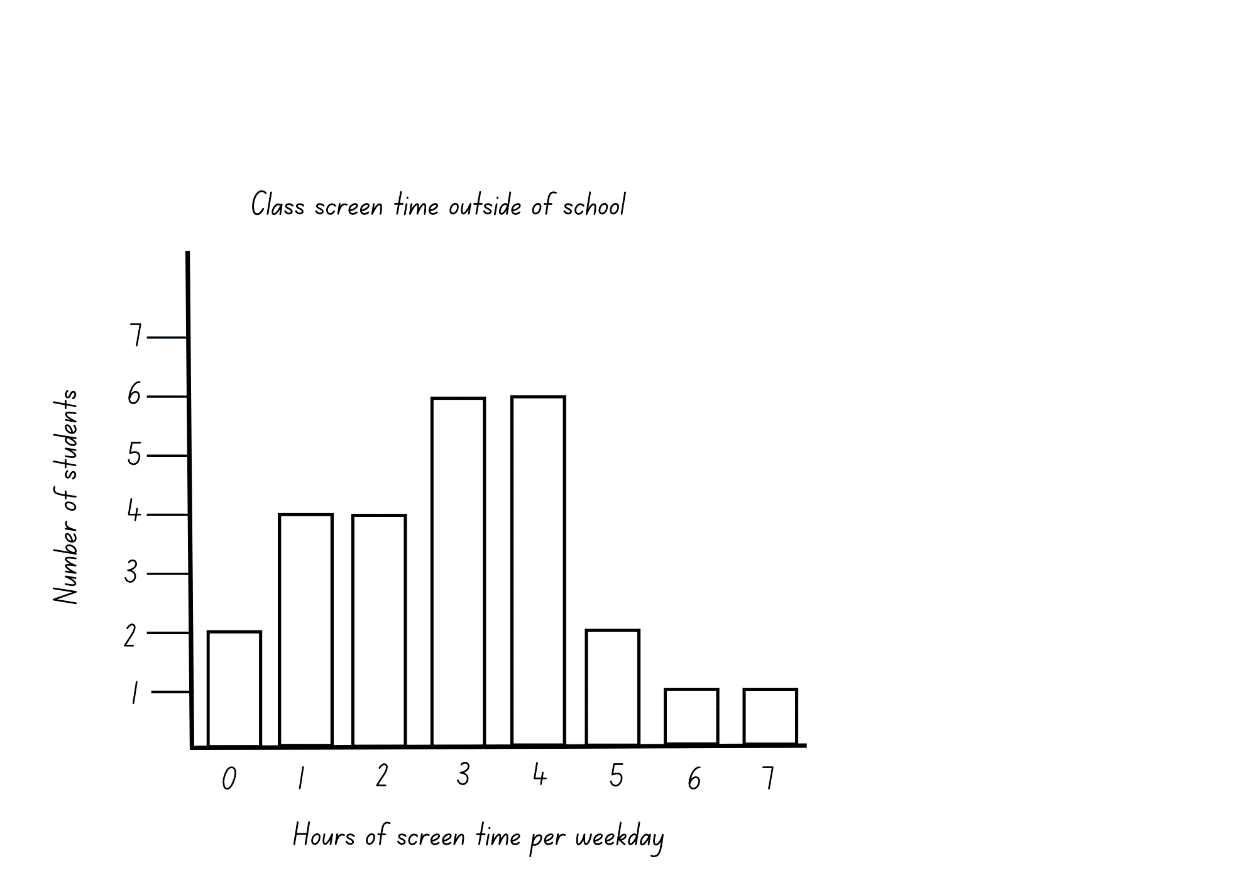 Class screen time outside of school
Number of students
7
6
5
4
3
2
1
0 1 2 3 4 5 6 7
Hours of screen time per weekday